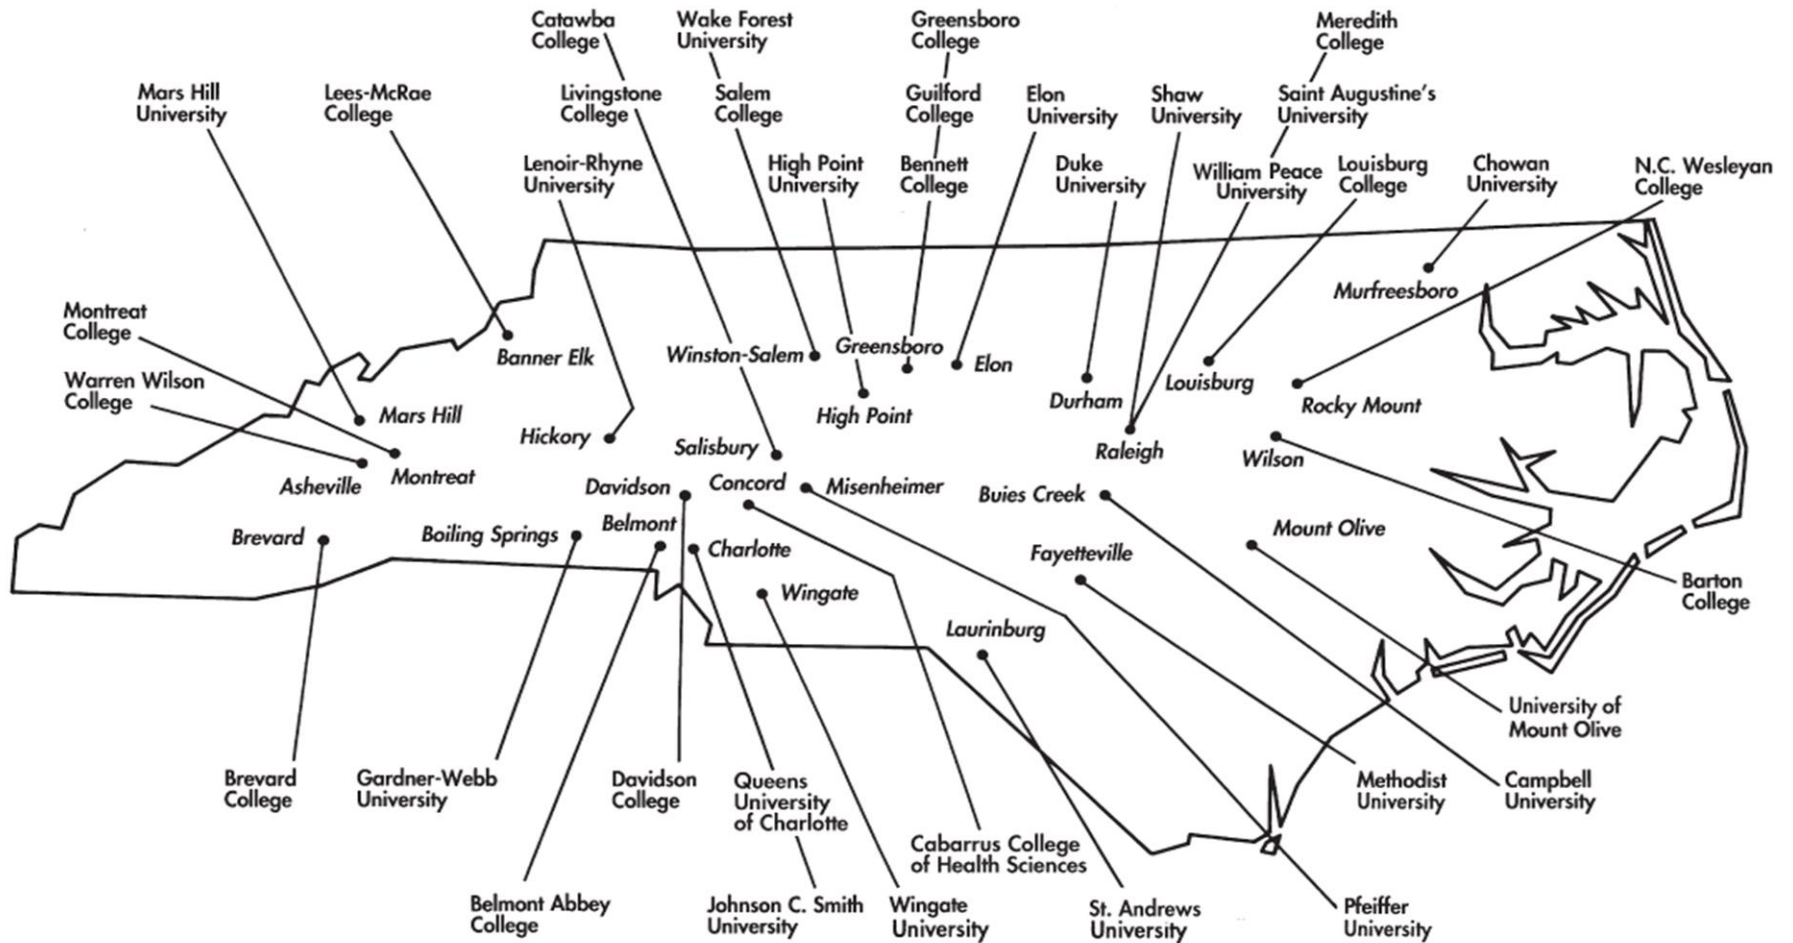 Catawba
College
Wake Forest
University
Greensboro
College
Meredith
College
Mars Hill
University
Lees-McRae
College
Livingstone
College
Salem
College
Guilford
College
Elon
University
Shaw
University
Saint Augustine's
University
Lenoir-Rhyne
University
High Point
University
Bennett
College
Duke
University
William Peace
University
Louisburg
College
Chowan
University
N.C. Wesleyan
College
Murfreesboro
Montreat
College
Banner Elk
Winston-Salem
Greensboro
Elon
Louisburg
Warren Wilson
College
Mars Hill
High Point
Durham
Rocky Mount
Hickory
Salisbury
Raleigh
Wilson
Asheville
Montreat
Davidson
Concord
Misenheimer
Buies Creek
Brevard
Boiling Springs
Belmont
Charlotte
Fayetteville
Mount Olive
Wingate
Barton
College
Laurinburg
University of
Mount Olive
Brevard
College
Gardner-Webb
University
Davidson
College
Queens
University
of Charlotte
Methodist
University
Campbell
University
Cabarrus College
of Health Sciences
Belmont Abbey
College
Johnson C. Smith
University
Wingate
University
St. Andrews
University
Pfeiffer
University